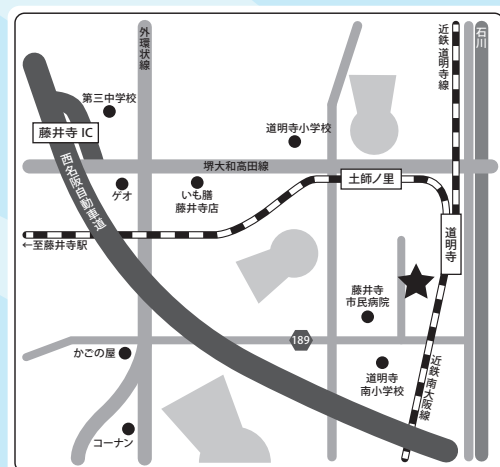 外環状線
近鉄道明寺線
石川
第三中学校
藤井寺 IC
道明寺小学校
堺大和高田線
西名阪自動車道
ゲオ
いも膳
藤井寺店
土師ノ里
←至藤井寺駅
道明寺
藤井寺
市民病院
189
かごの屋
道明寺
南小学校
近鉄南大阪線
コーナン